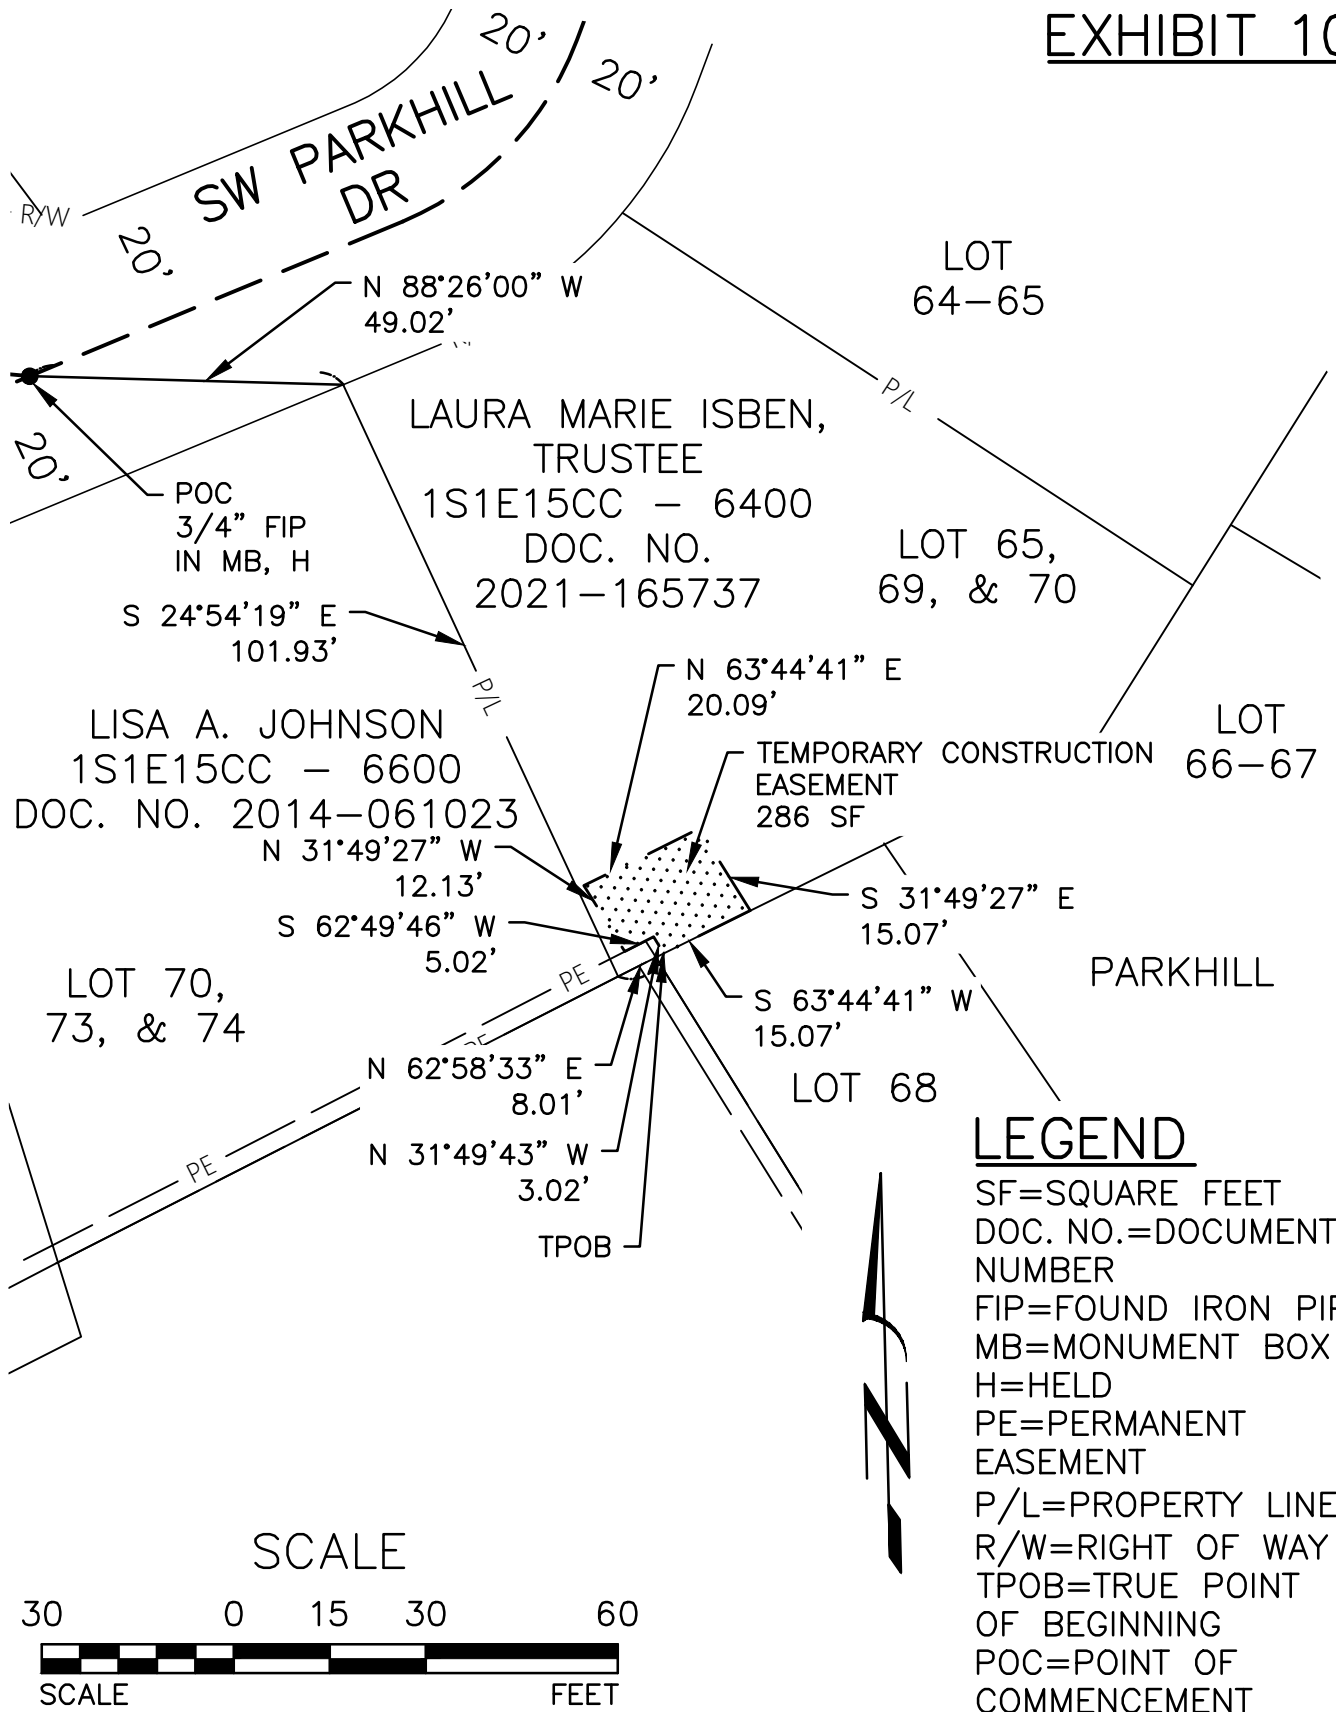 EXHIBIT 10
20'
20'
SW PARKHILL
DR
R/W
20'
N 88°26'00" W
49.02'
LOT
64-65
P/L
20'
LAURA MARIE ISBEN,
TRUSTEE
1S1E15CC - 6400
DOC. NO.
2021-165737
POC
3/4" FIP
IN MB, H
LOT 65,
69, & 70
S 24°54'19" E
101.93'
P/L
N 63°44'41" E
20.09'
LISA A. JOHNSON
1S1E15CC - 6600
DOC. NO. 2014-061023
TEMPORARY CONSTRUCTION
EASEMENT
286 SF
LOT
66-67
N 31°49'27" W
12.13'
S 62°49'46" W
5.02'
S 31°49'27" E
15.07'
PE
LOT 70,
73, & 74
PARKHILL
S 63°44'41" W
15.07'
N 62°58'33" E
8.01'
LOT 68
N 31°49'43" W
3.02'
PE
TPOB
LEGEND
SF=SQUARE FEET
DOC. NO.=DOCUMENT
NUMBER
FIP=FOUND IRON
MB=MONUMENT BOX
H=HELD
PE=PERMANENT
EASEMENT
P/L=PROPERTY LINE
R/W=RIGHT OF WAY
TPOB=TRUE POINT
OF BEGINNING
POC=POINT OF
COMMENCEMENT
N
SCALE
30 0 15 30 60
SCALE FEET